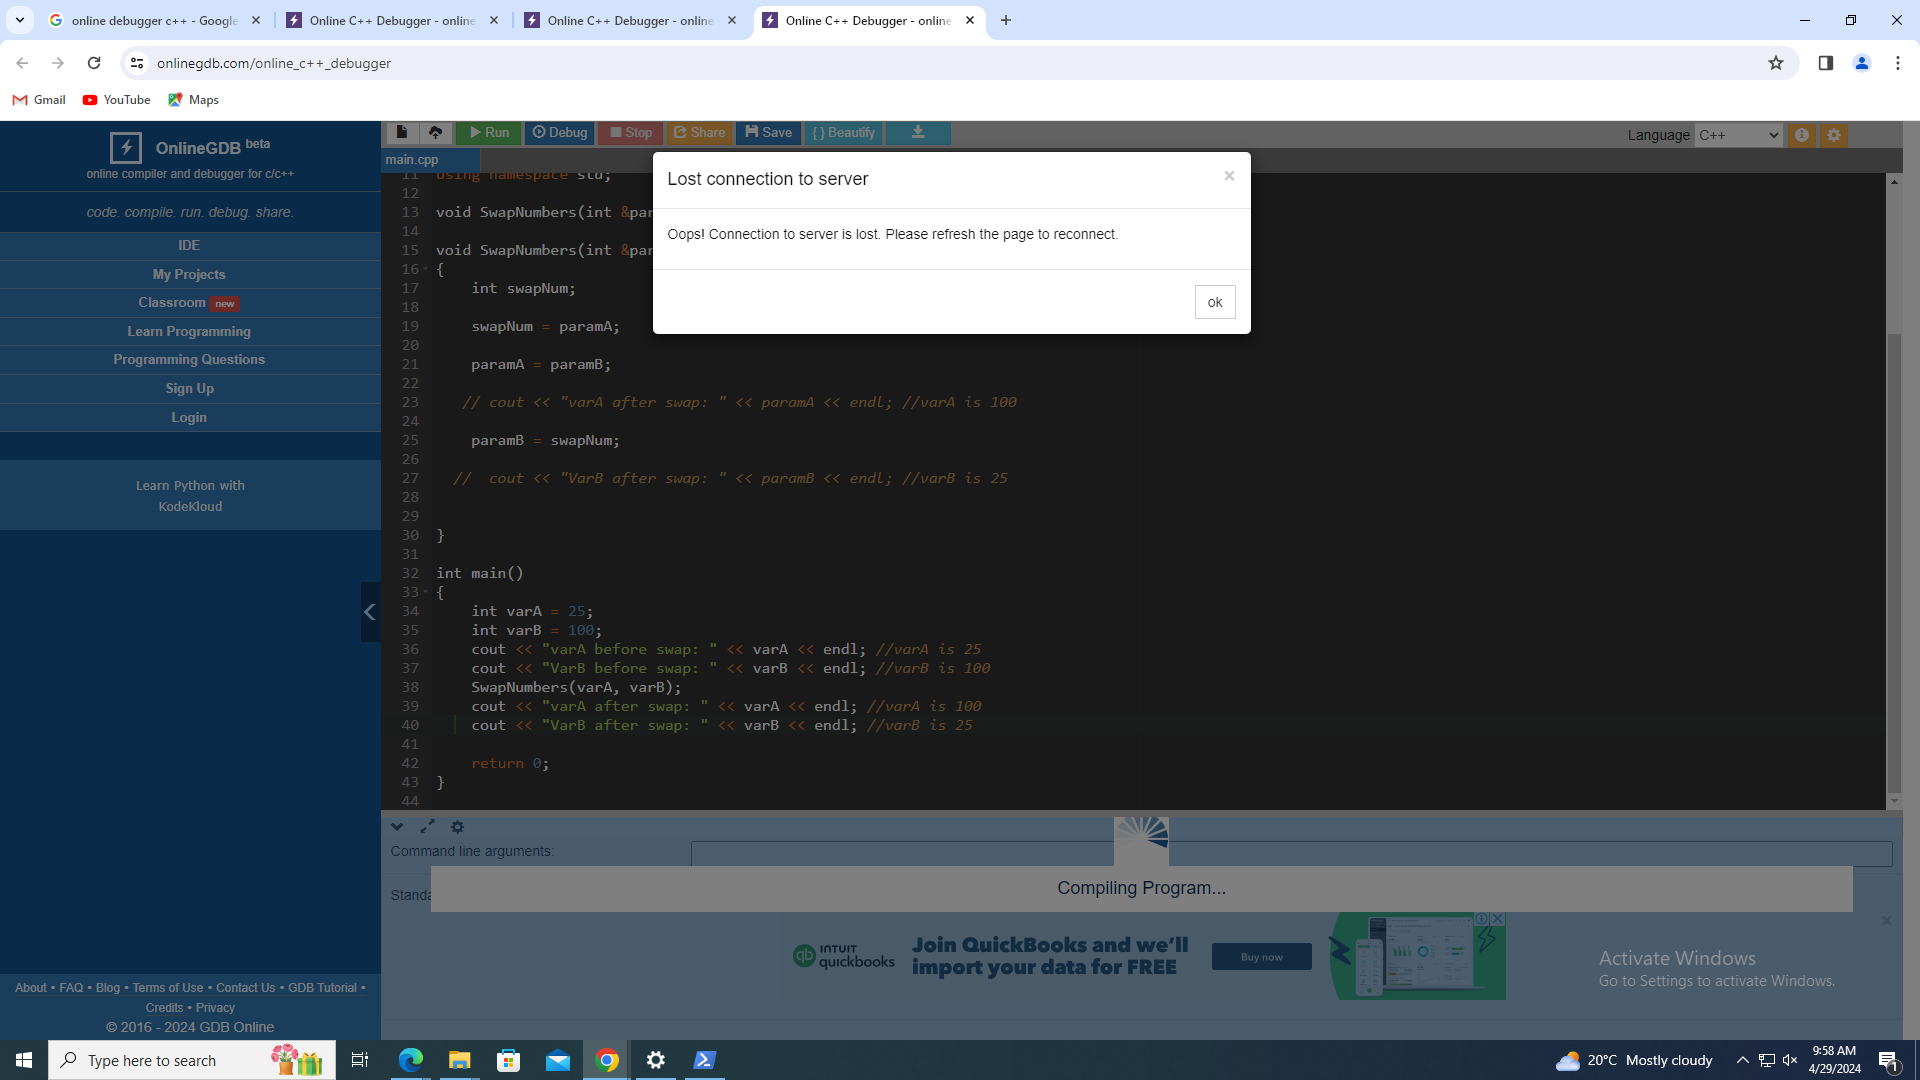 online debugger c++ - Google
Online C++ Debugger - online
Online C++ Debugger - online
Online C++ Debugger - online
onlinegdb.com/online_c++_debugger
Gmail
YouTube
Maps
OnlineGDB beta
online compiler and debugger for c/c++
code. compile. run. debug. share.
IDE
My Projects
Classroom new
Learn Programming
Programming Questions
Sign Up
Login
Learn Python with
KodeKloud
About • FAQ • Blog • Terms of Use • Contact Us • GDB Tutorial •
Credits • Privacy
© 2016 - 2024 GDB Online
Run
Debug
Stop
Share
Save
{ } Beautify
Language C++
main.cpp
Lost connection to server
×
Oops! Connection to server is lost. Please refresh the page to reconnect.
ok
11 using namespace std;
12
13 void SwapNumbers(int &par
14
15 void SwapNumbers(int &par
16 {
17 int swapNum;
18
19 swapNum = paramA;
20
21 paramA = paramB;
22
23 // cout << "varA after swap: " << paramA << endl; //varA is 100
24
25 paramB = swapNum;
26
27 // cout << "VarB after swap: " << paramB << endl; //varB is 25
28
29
30 }
31
32 int main()
33 {
34 int varA = 25;
35 int varB = 100;
36 cout << "varA before swap: " << varA << endl; //varA is 25
37 cout << "VarB before swap: " << varB << endl; //varB is 100
38 SwapNumbers(varA, varB);
39 cout << "varA after swap: " << varA << endl; //varA is 100
40 cout << "VarB after swap: " << varB << endl; //varB is 25
41
42 return 0;
43 }
44
Command line arguments:
Standa
Compiling Program...
INTUIT
quickbooks
Join QuickBooks and we'll
import your data for FREE
Buy now
Activate Windows
Go to Settings to activate Windows.
Type here to search
20°C Mostly cloudy
9:58 AM
4/29/2024
1